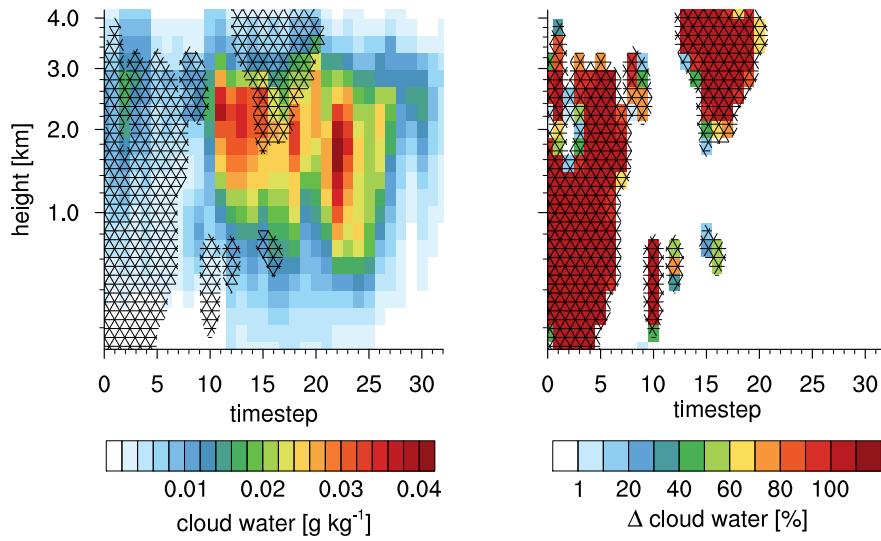 4.0
3.0
2.0
1.0
height [km]
0 5 10 15 20 25 30
timestep
0.01 0.02 0.03 0.04
cloud water [g kg⁻¹]
0 5 10 15 20 25 30
timestep
1 20 40 60 80 100
Δ cloud water [%]